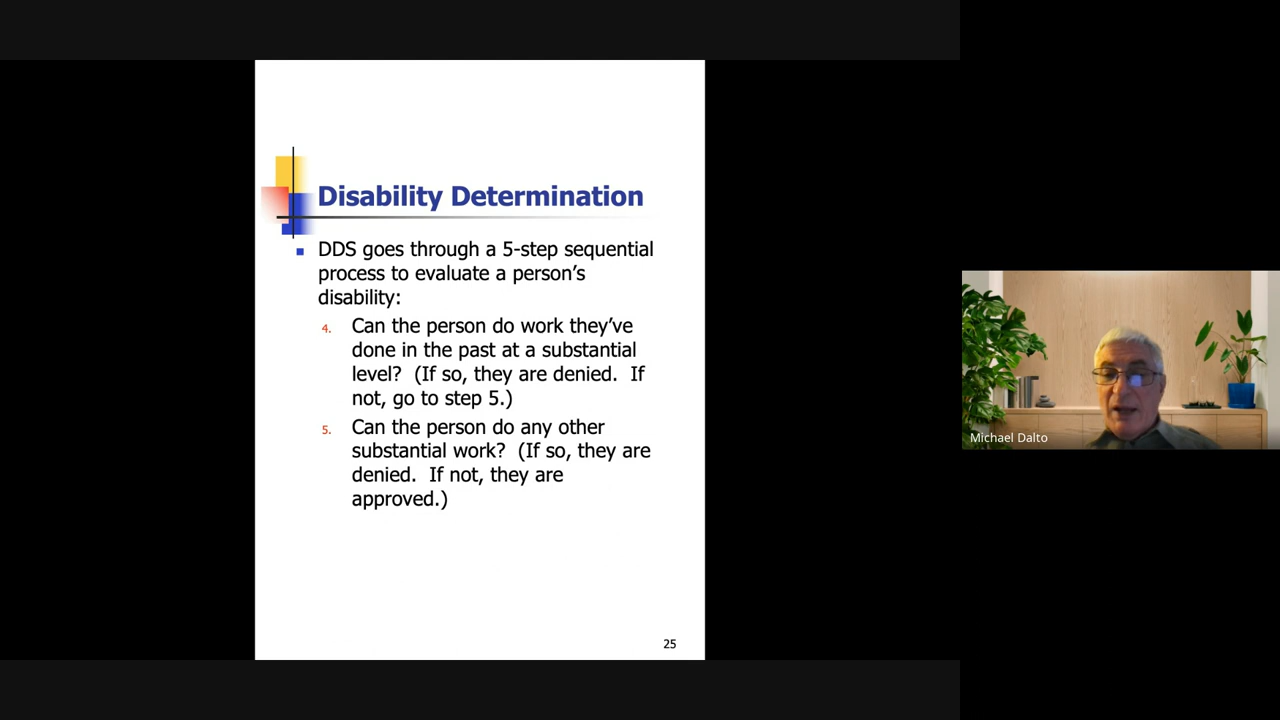 Disability Determination
DDS goes through a 5-step sequential
process to evaluate a person’s
disability:
4. Can the person do work they’ve
done in the past at a substantial
level? (If so, they are denied. If
not, go to step 5.)
5. Can the person do any other
substantial work? (If so, they are
denied. If not, they are
approved.)
25
Michael Dalto